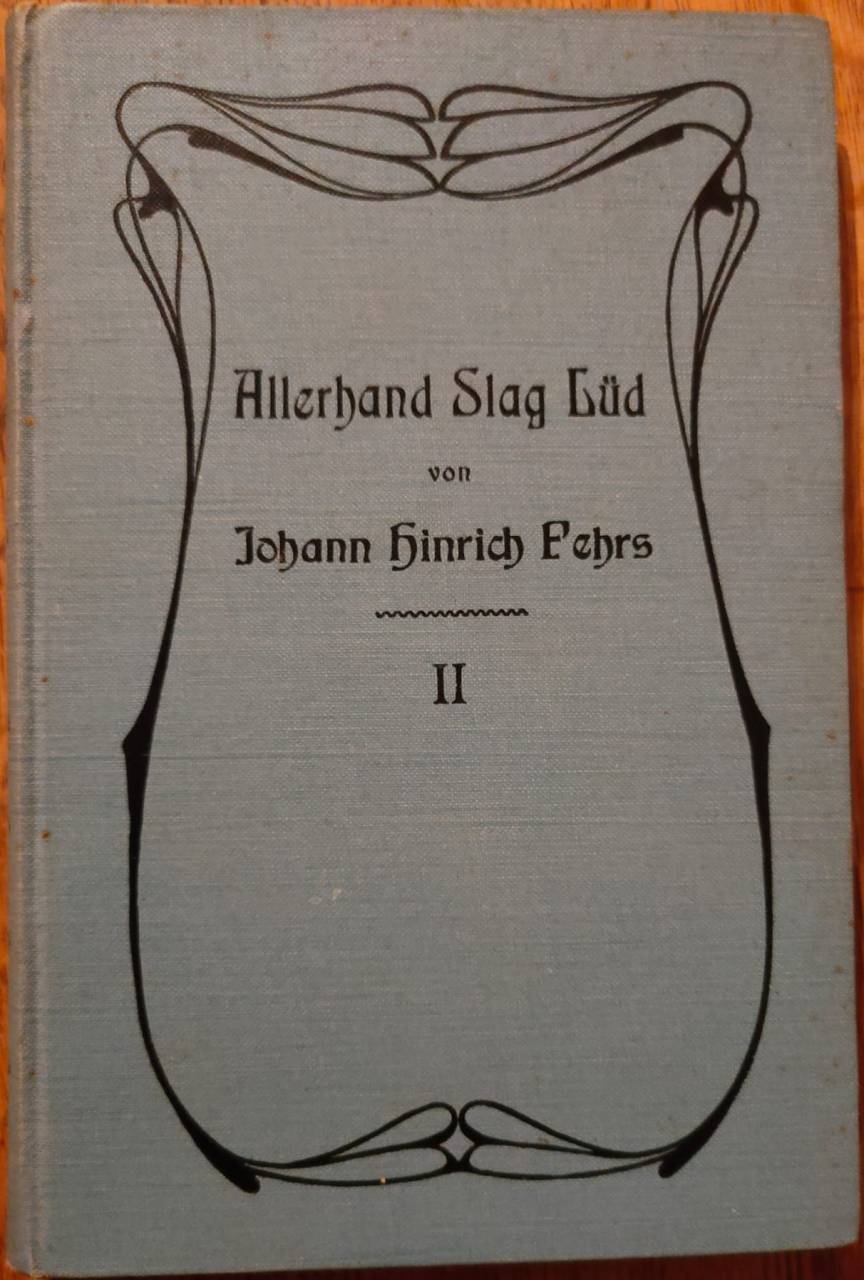 Allerhand Slag Lüd
von
Johann Hinrich Fehrs
II